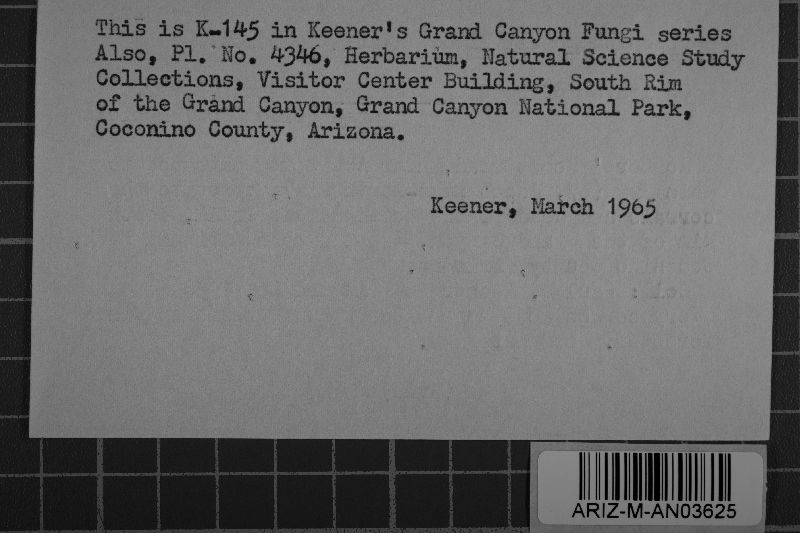 This is K-145 in Keener's Grand Canyon Fungi series
Also, Pl. No. 4346, Herbarium, Natural Science Study
Collections, Visitor Center Building, South Rim
of the Grand Canyon, Grand Canyon National Park,
Coconino County, Arizona.
Keener, March 1965
ARIZ-M-AN03625